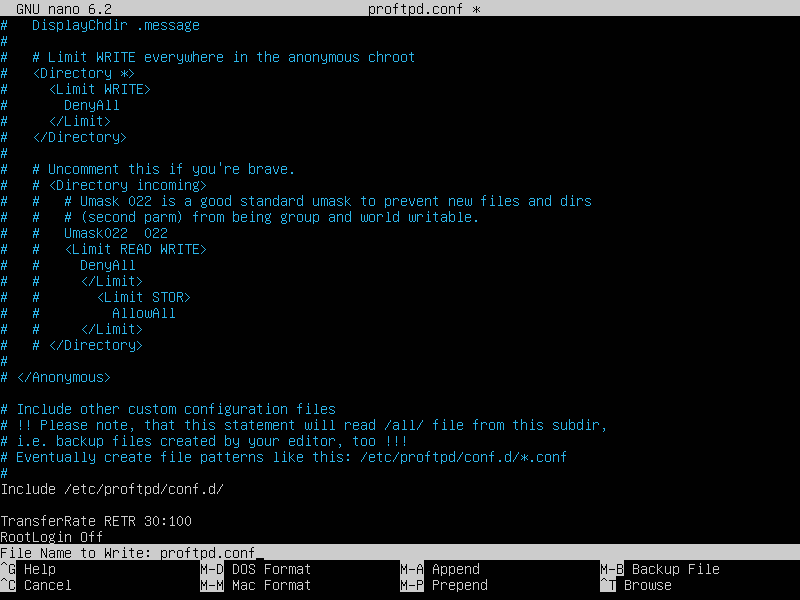 GNU nano 6.2 proftpd.conf *
#   DisplayChdir .message
#
#   # Limit WRITE everywhere in the anonymous chroot
#   <Directory *>
#     <Limit WRITE>
#       DenyAll
#     </Limit>
#   </Directory>
#
#   # Uncomment this if you're brave.
#   # <Directory incoming>
#   #   # Umask 022 is a good standard umask to prevent new files and dirs
#   #   # (second parm) from being group and world writable.
#   #   Umask022  022
#   #   <Limit READ WRITE>
#   #     DenyAll
#   #     </Limit>
#   #       <Limit STOR>
#   #         AllowAll
#   #     </Limit>
#   # </Directory>
#
# </Anonymous>

# Include other custom configuration files
# !! Please note, that this statement will read /all/ file from this subdir,
# i.e. backup files created by your editor, too !!!
# Eventually create file patterns like this: /etc/proftpd/conf.d/*.conf
#
Include /etc/proftpd/conf.d/

TransferRate RETR 30:100
RootLogin Off
File Name to Write: proftpd.conf_
^G Help M-D DOS Format M-A Append M-B Backup File
^C Cancel M-M Mac Format M-P Prepend ^T Browse